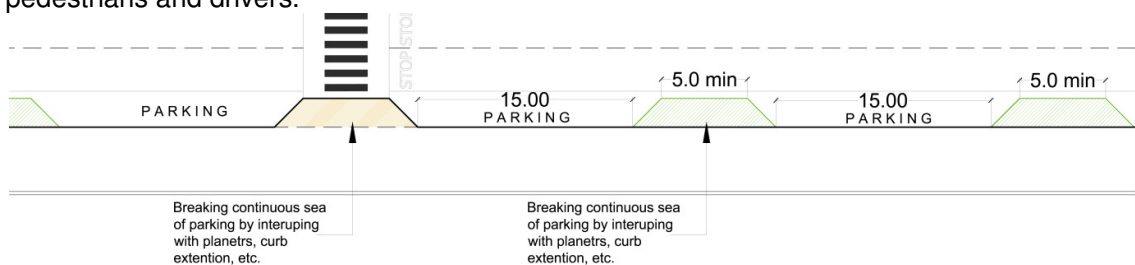 pedestrians and drivers.
STOP STOP
5.0 min
5.0 min
15.00
15.00
PARKING
PARKING
PARKING
Breaking continuous sea
of parking by interuping
with planetrs, curb
extention, etc.
Breaking continuous sea
of parking by interuping
with planetrs, curb
extention, etc.